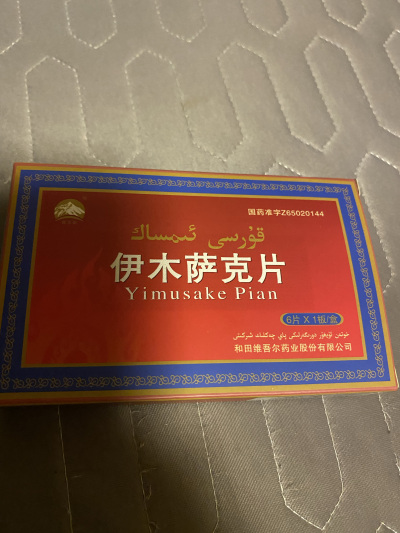 国药准字Z65020144
قۇرسى ئىمساك
伊木萨克片
Yimusake Pian
6片X1板/盒
和田维吾尔药业股份有限公司